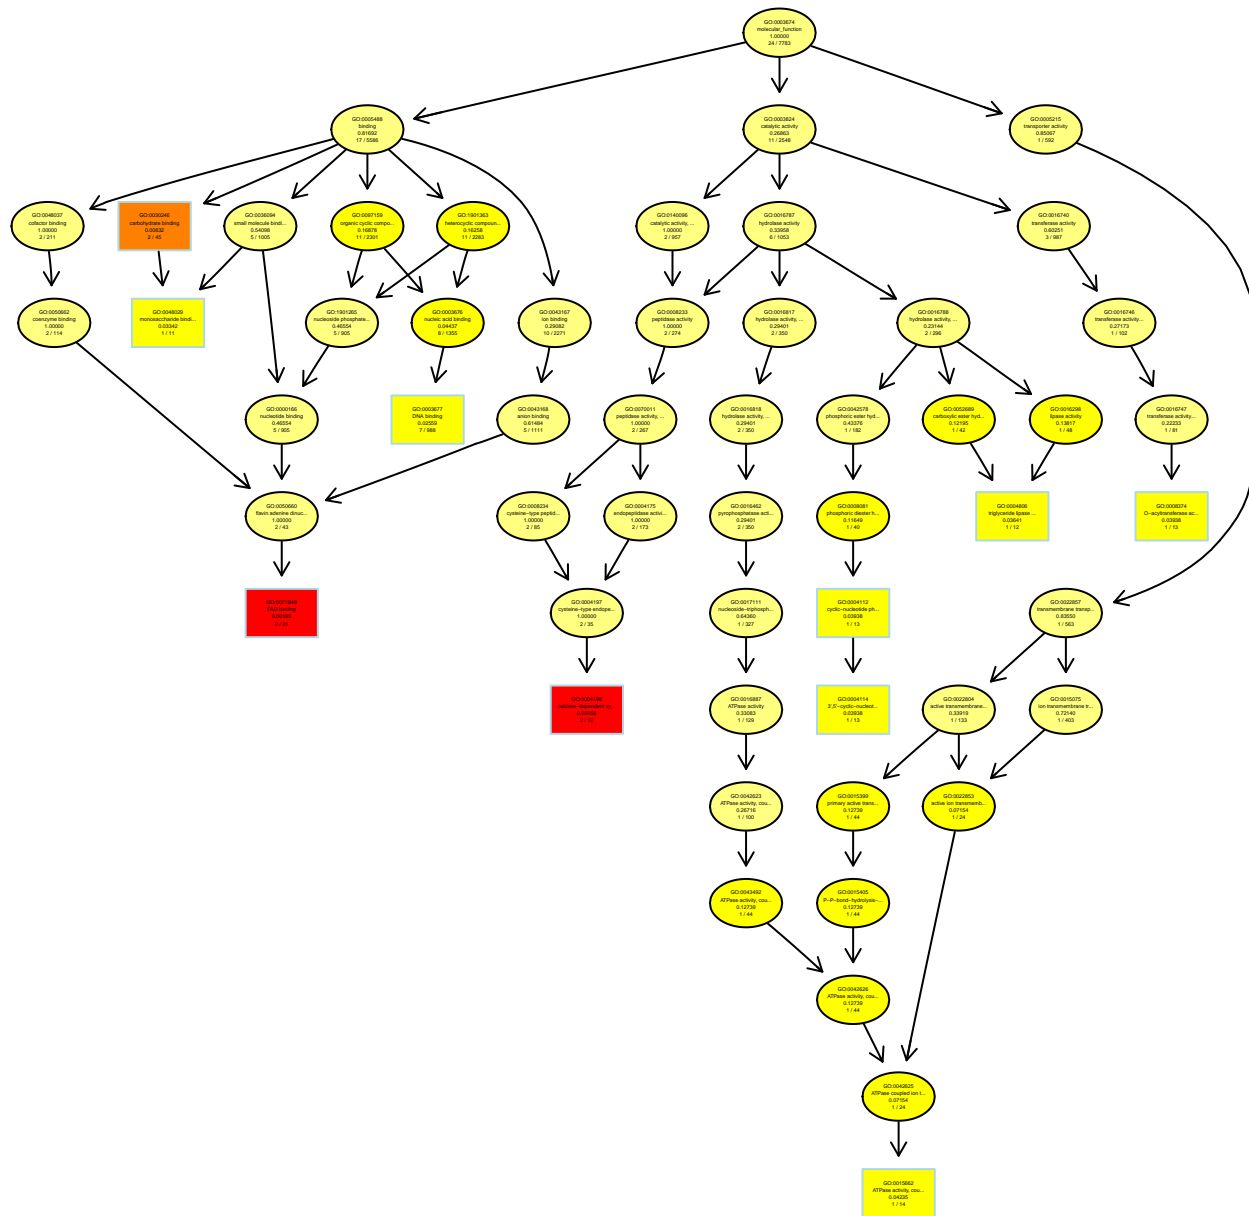 GO:0003674
molecular_function
1.00000
24 / 7783
GO:0005488
binding
0.81692
17 / 5586
GO:0003824
catalytic activity
0.26863
11 / 2548
GO:0005215
transporter activity
0.85067
1 / 592
GO:0048037
cofactor binding
1.00000
2 / 211
GO:0030246
carbohydrate binding
0.00832
2 / 45
GO:0036094
small molecule bindi...
0.54098
5 / 1005
GO:0097159
organic cyclic compo...
0.16878
11 / 2301
GO:1901363
heterocyclic compoun...
0.16258
11 / 2283
GO:0140096
catalytic activity, ...
1.00000
2 / 957
GO:0016787
hydrolase activity
0.33958
6 / 1053
GO:0016740
transferase activity
0.60251
3 / 987
GO:0050662
coenzyme binding
1.00000
2 / 114
GO:0048029
monosaccharide bindi...
0.03342
1 / 11
GO:1901265
nucleoside phosphate...
0.46554
5 / 905
GO:0003676
nucleic acid binding
0.04437
8 / 1355
GO:0043167
ion binding
0.29082
10 / 2271
GO:0008233
peptidase activity
1.00000
2 / 274
GO:0016817
hydrolase activity, ...
0.29401
2 / 350
GO:0016788
hydrolase activity, ...
0.23144
2 / 296
GO:0016746
transferase activity...
0.27173
1 / 102
GO:0000166
nucleotide binding
0.46554
5 / 905
GO:0003677
DNA binding
0.02559
7 / 988
GO:0043168
anion binding
0.61484
5 / 1111
GO:0070011
peptidase activity, ...
1.00000
2 / 267
GO:0016818
hydrolase activity, ...
0.29401
2 / 350
GO:0042578
phosphoric ester hyd...
0.43376
1 / 182
GO:0052689
carboxylic ester hyd...
0.12195
1 / 42
GO:0016298
lipase activity
0.13817
1 / 48
GO:0016747
transferase activity...
0.22233
1 / 81
GO:0050660
flavin adenine dinuc...
1.00000
2 / 43
GO:0008234
cysteine-type peptid...
1.00000
2 / 85
GO:0004175
endopeptidase activi...
1.00000
2 / 173
GO:0016462
pyrophosphatase acti...
0.29401
2 / 350
GO:0008081
phosphoric diester h...
0.11649
1 / 40
GO:0004806
triglyceride lipase ...
0.03641
1 / 12
GO:0008374
O-acyltransferase ac...
0.03938
1 / 13
GO:0071949
FAD binding
0.00183
2 / 21
GO:0004197
cysteine-type endope...
1.00000
2 / 35
GO:0017111
nucleoside-triphosph...
0.64360
1 / 327
GO:0004112
cyclic-nucleotide ph...
0.03938
1 / 13
GO:0022857
transmembrane transp...
0.83550
1 / 563
calcium-dependent cy...
GO:0016887
ATPase activity
0.33083
1 / 129
GO:0004114
3',5'-cyclic-nucleot...
0.03938
1 / 13
GO:0022804
active transmembrane...
0.33919
1 / 133
GO:0015075
ion transmembrane tr...
0.72140
1 / 403
GO:0042623
ATPase activity, cou...
0.26716
1 / 100
GO:0015399
primary active trans...
0.12739
1 / 44
GO:0022853
active ion transmemb...
0.07154
1 / 24
GO:0043492
ATPase activity, cou...
0.12739
1 / 44
GO:0015405
P-P-bond-hydrolysis-...
0.12739
1 / 44
GO:0042626
ATPase activity, cou...
0.12739
1 / 44
GO:0042625
ATPase coupled ion t...
0.07154
1 / 24
GO:0015662
ATPase activity, cou...
0.04235
1 / 14